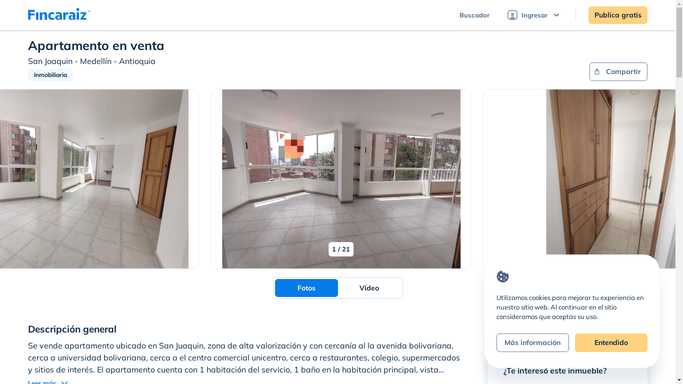 Fincaraiz
Buscador
Ingresar
Publica gratis
Apartamento en venta
San Joaquin - Medellín - Antioquia
Inmobiliaria
Compartir
1 / 21
Fotos
Video
Descripción general
Se vende apartamento ubicado en San Juaquin, zona de alta valorización y con cercanía al la avenida bolivariana,
cerca a universidad bolivariana, cerca a el centro comercial unicentro, cerca a restaurantes, colegio, supermercados
y sitios de interés. El apartamento cuenta con 1 habitación del servicio, 1 baño en la habitación principal, vista...
Leer más
Utilizamos cookies para mejorar tu experiencia en
nuestro sitio web. Al continuar en el sitio
consideramos que aceptas su uso.
Más información
Entendido
¿Te interesó este inmueble?